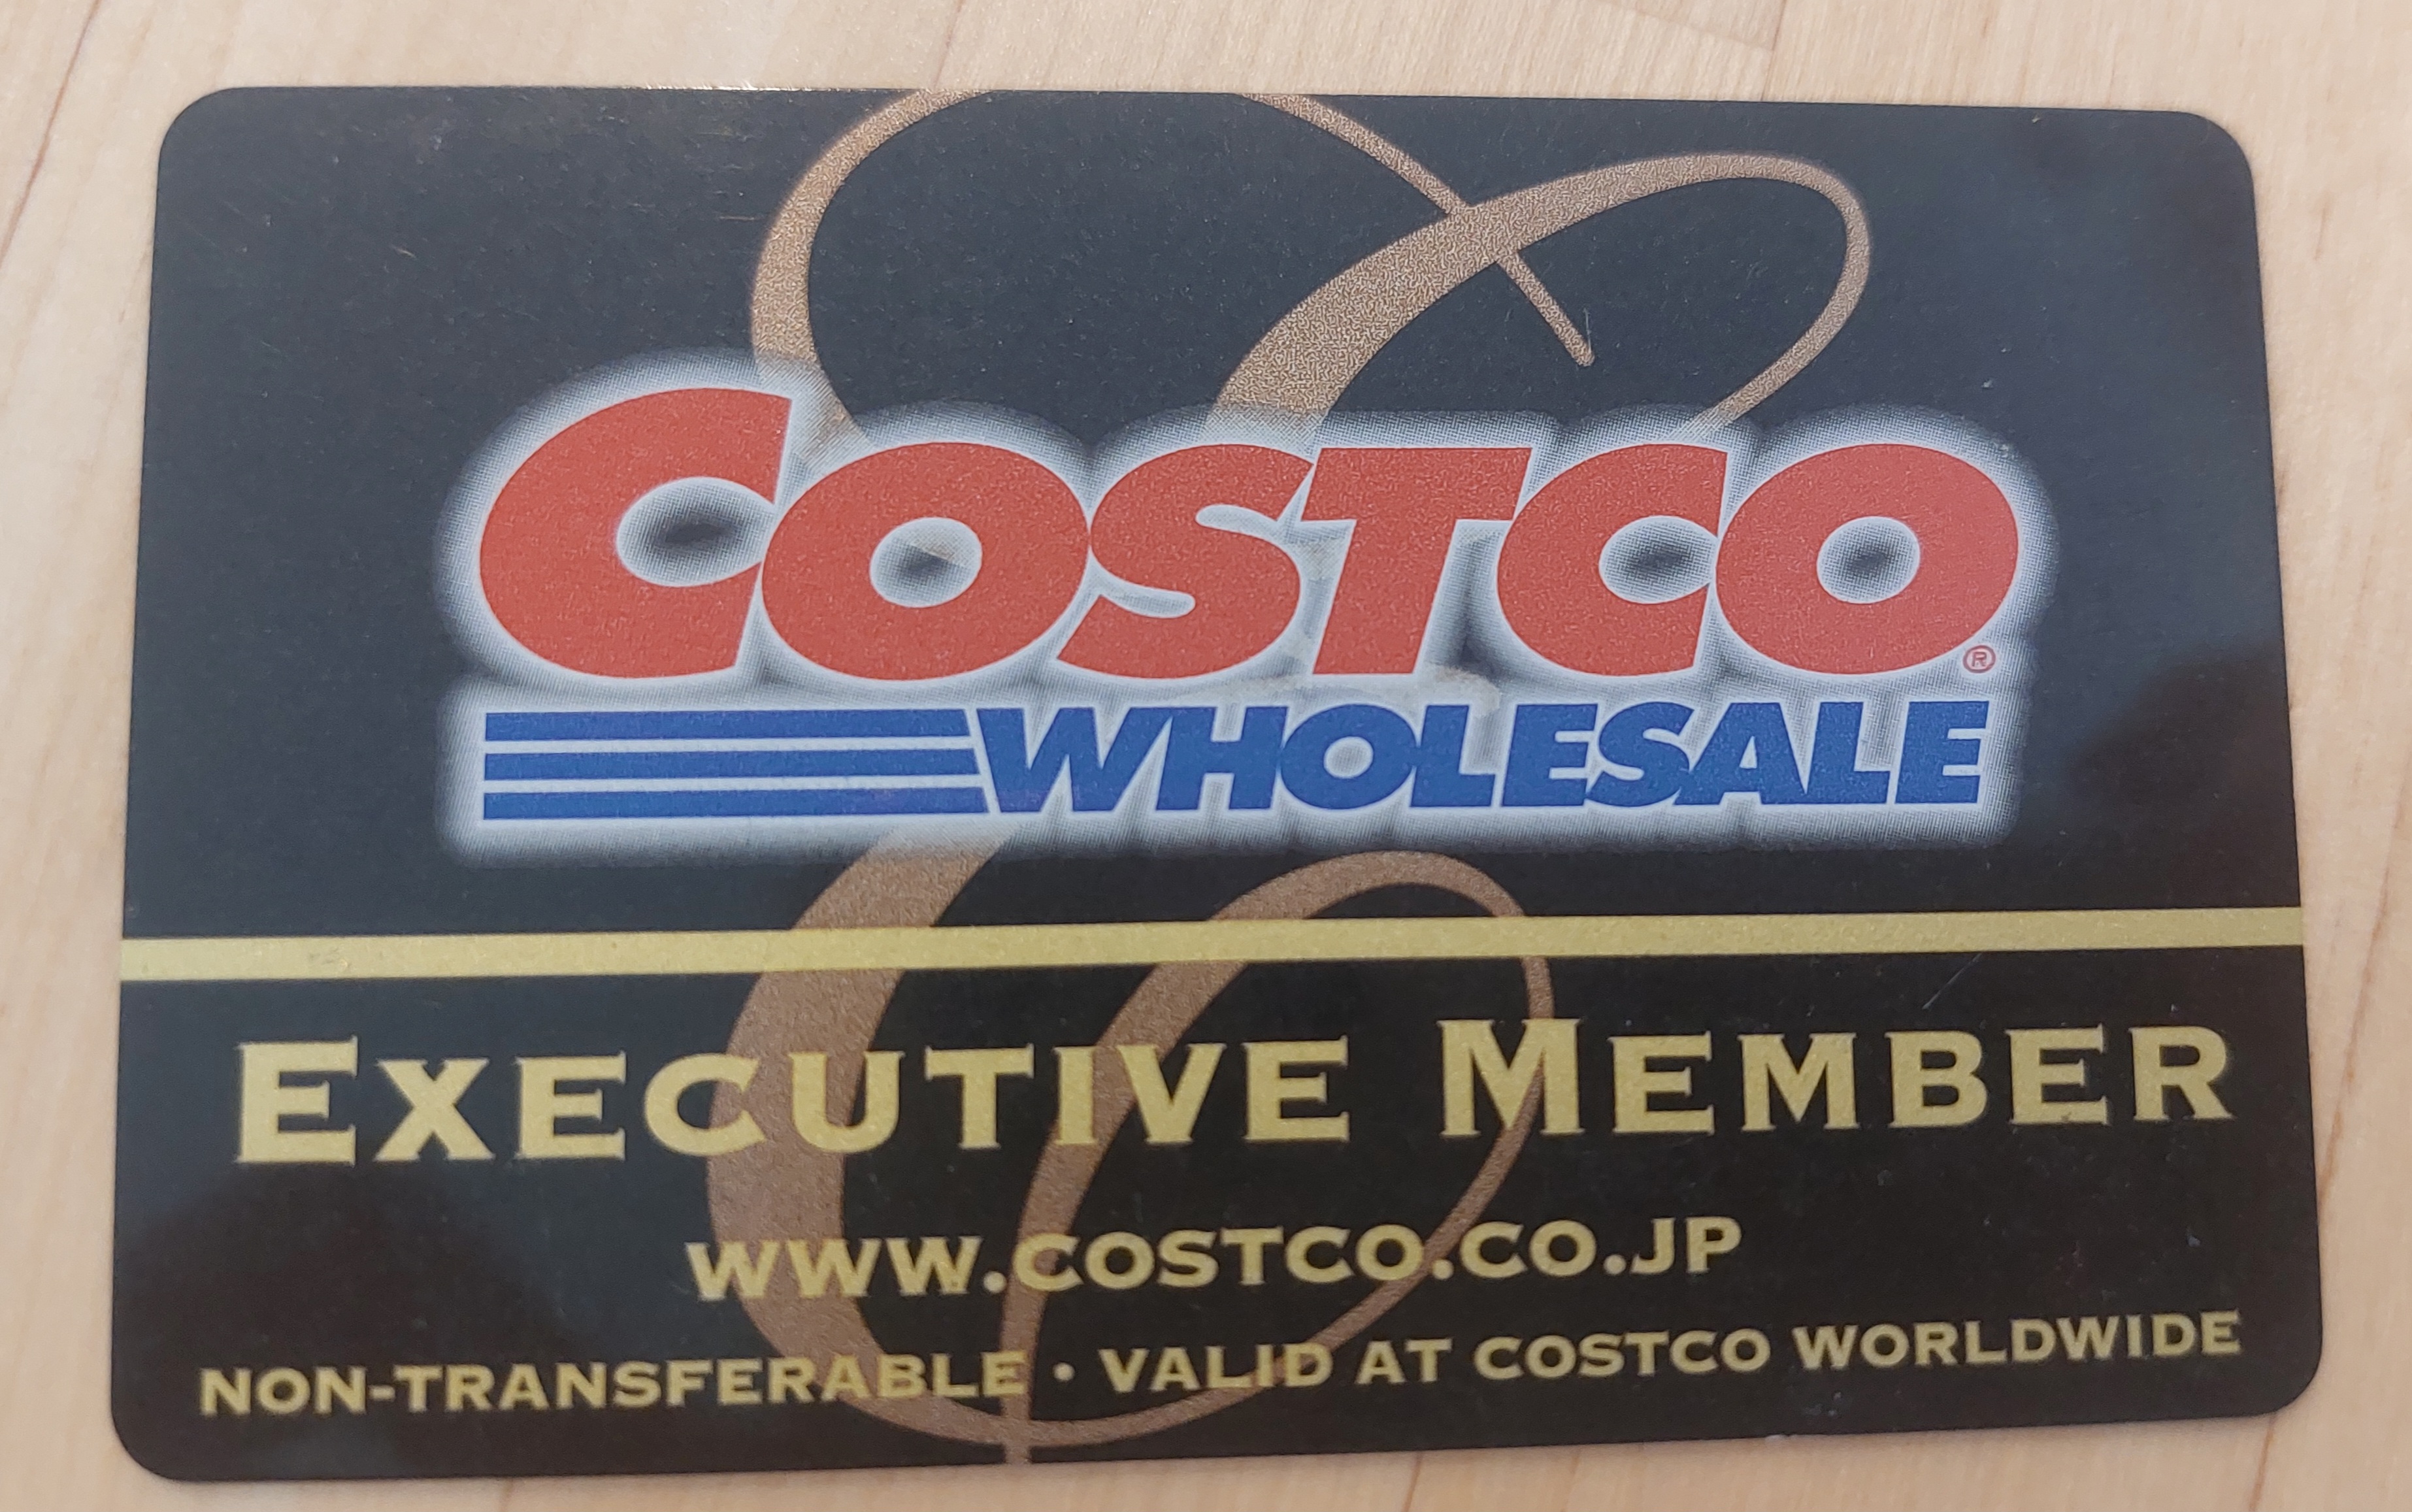 COSTCO®
WHOLESALE
EXECUTIVE MEMBER
WWW.COSTCO.CO.JP
NON-TRANSFERABLE • VALID AT COSTCO WORLDWIDE